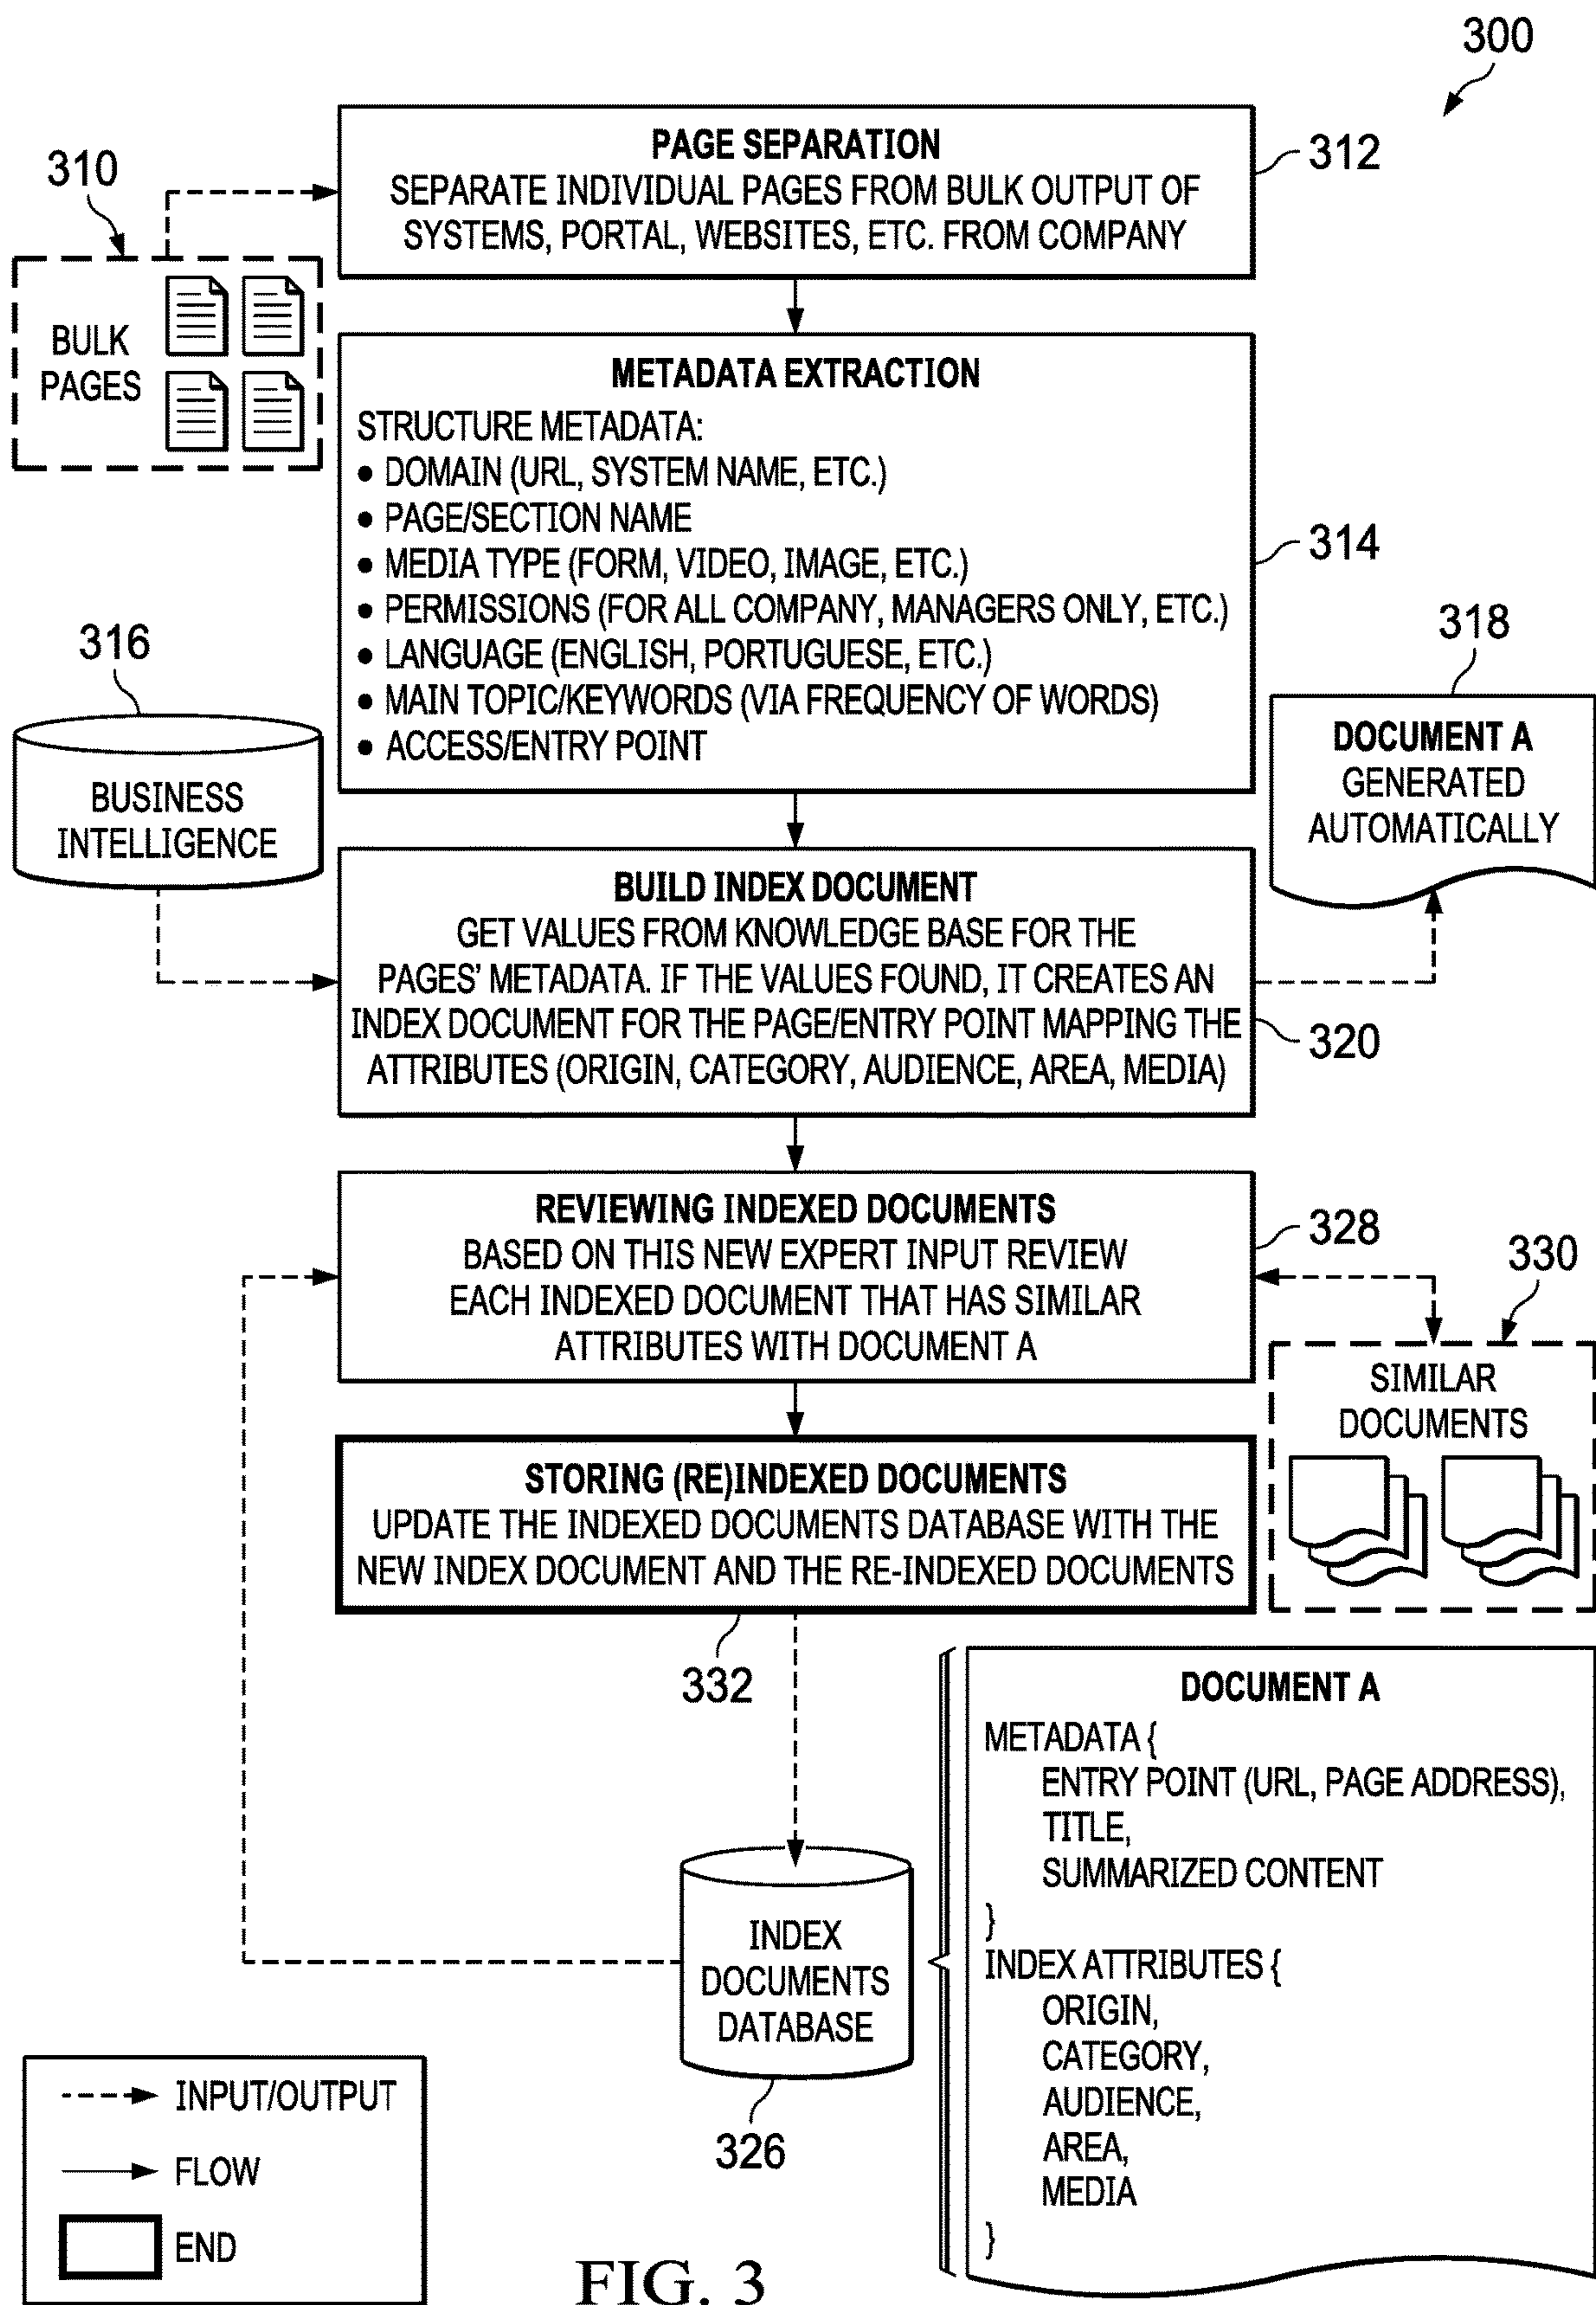 300
PAGE SEPARATION
SEPARATE INDIVIDUAL PAGES FROM BULK OUTPUT OF
SYSTEMS, PORTAL, WEBSITES, ETC. FROM COMPANY
312
310
BULK
PAGES
METADATA EXTRACTION
STRUCTURE METADATA:
• DOMAIN (URL, SYSTEM NAME, ETC.)
• PAGE/SECTION NAME
• MEDIA TYPE (FORM, VIDEO, IMAGE, ETC.)
• PERMISSIONS (FOR ALL COMPANY, MANAGERS ONLY, ETC.)
• LANGUAGE (ENGLISH, PORTUGUESE, ETC.)
• MAIN TOPIC/KEYWORDS (VIA FREQUENCY OF WORDS)
• ACCESS/ENTRY POINT
314
316
BUSINESS
INTELLIGENCE
318
DOCUMENT A
GENERATED
AUTOMATICALLY
BUILD INDEX DOCUMENT
GET VALUES FROM KNOWLEDGE BASE FOR THE
PAGES' METADATA. IF THE VALUES FOUND, IT CREATES AN
INDEX DOCUMENT FOR THE PAGE/ENTRY POINT MAPPING THE
ATTRIBUTES (ORIGIN, CATEGORY, AUDIENCE, AREA, MEDIA)
320
REVIEWING INDEXED DOCUMENTS
BASED ON THIS NEW EXPERT INPUT REVIEW
EACH INDEXED DOCUMENT THAT HAS SIMILAR
ATTRIBUTES WITH DOCUMENT A
328
330
SIMILAR
DOCUMENTS
STORING (RE)INDEXED DOCUMENTS
UPDATE THE INDEXED DOCUMENTS DATABASE WITH THE
NEW INDEX DOCUMENT AND THE RE-INDEXED DOCUMENTS
332
INDEX
DOCUMENTS
DATABASE
326
DOCUMENT A
METADATA {
ENTRY POINT (URL, PAGE ADDRESS),
TITLE,
SUMMARIZED CONTENT
}
INDEX ATTRIBUTES {
ORIGIN,
CATEGORY,
AUDIENCE,
AREA,
MEDIA
}
INPUT/OUTPUT
FLOW
END
FIG. 3